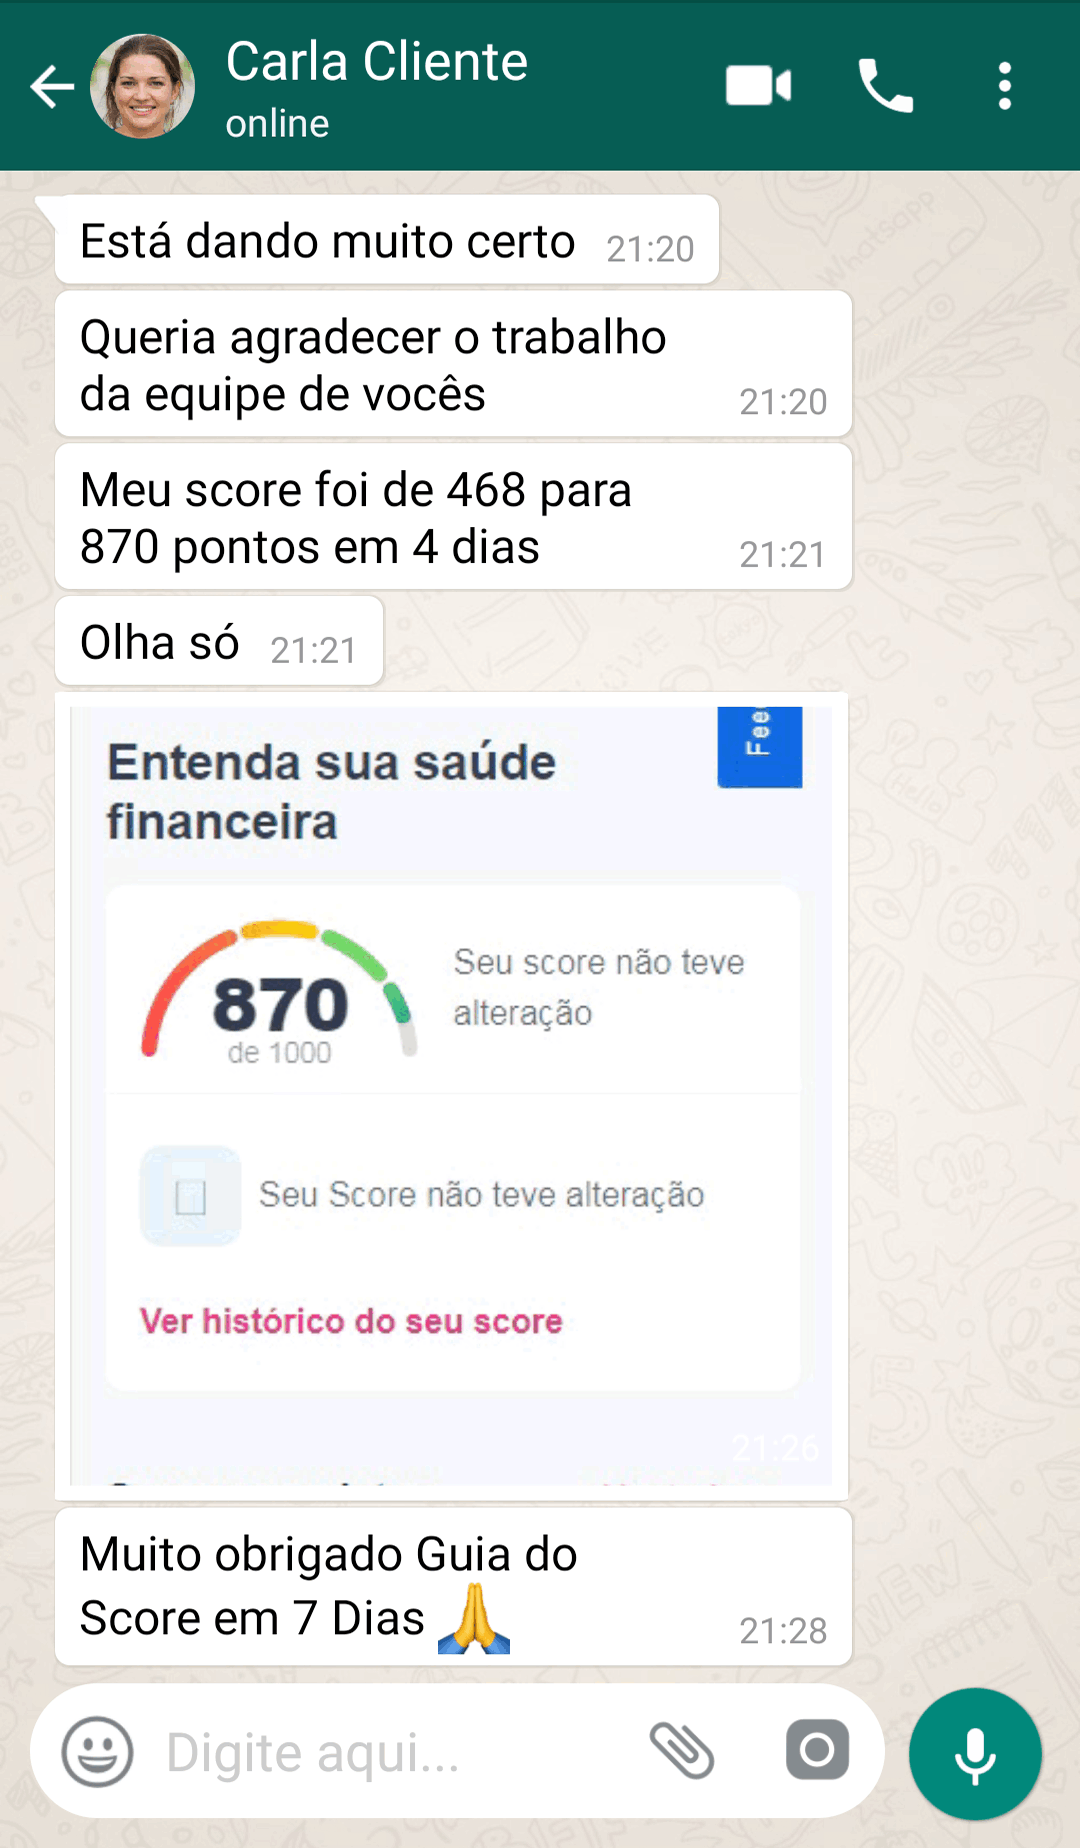 Carla Cliente
online
Está dando muito certo 21:20
Queria agradecer o trabalho
da equipe de vocês 21:20
Meu score foi de 468 para
870 pontos em 4 dias 21:21
Olha só 21:21
Entenda sua saúde
financeira
Fee
870
de 1000
Seu score não teve
alteração
Seu Score não teve alteração
Ver histórico do seu score
21:26
Muito obrigado Guia do
Score em 7 Dias 🙏 21:28
Digite aqui...